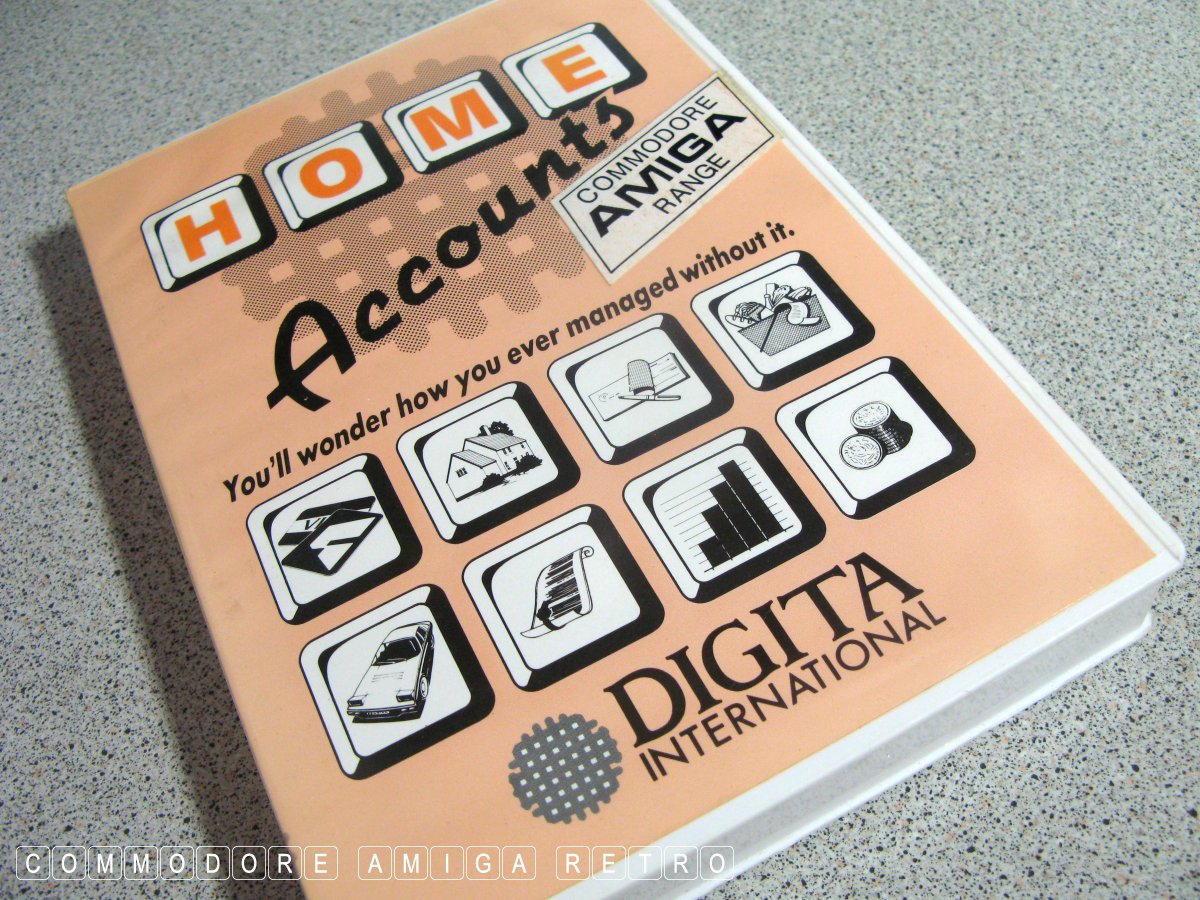 HOME
Accounts
COMMODORE
AMIGA
RANGE
You'll wonder how you ever managed without it.
DIGITA
INTERNATIONAL
COMMODORE AMIGA RETRO